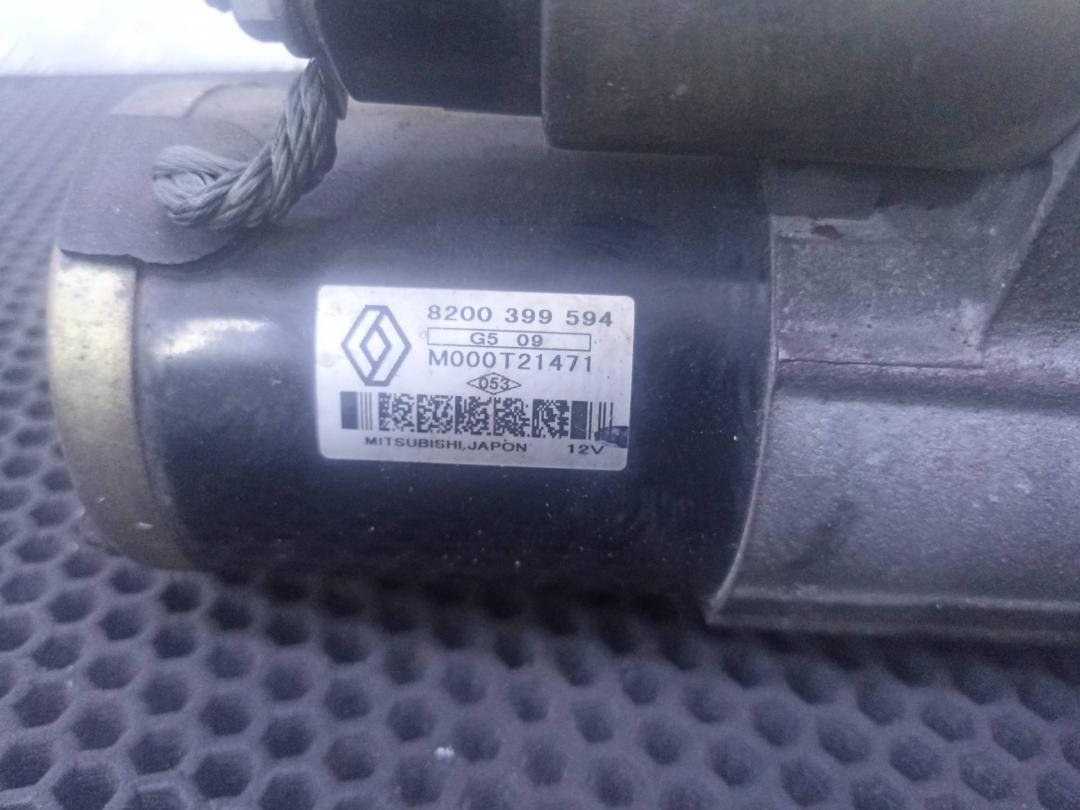 8200 399 594
G5 09
M000T21471
053
MITSUBISHI,JAPON 12V